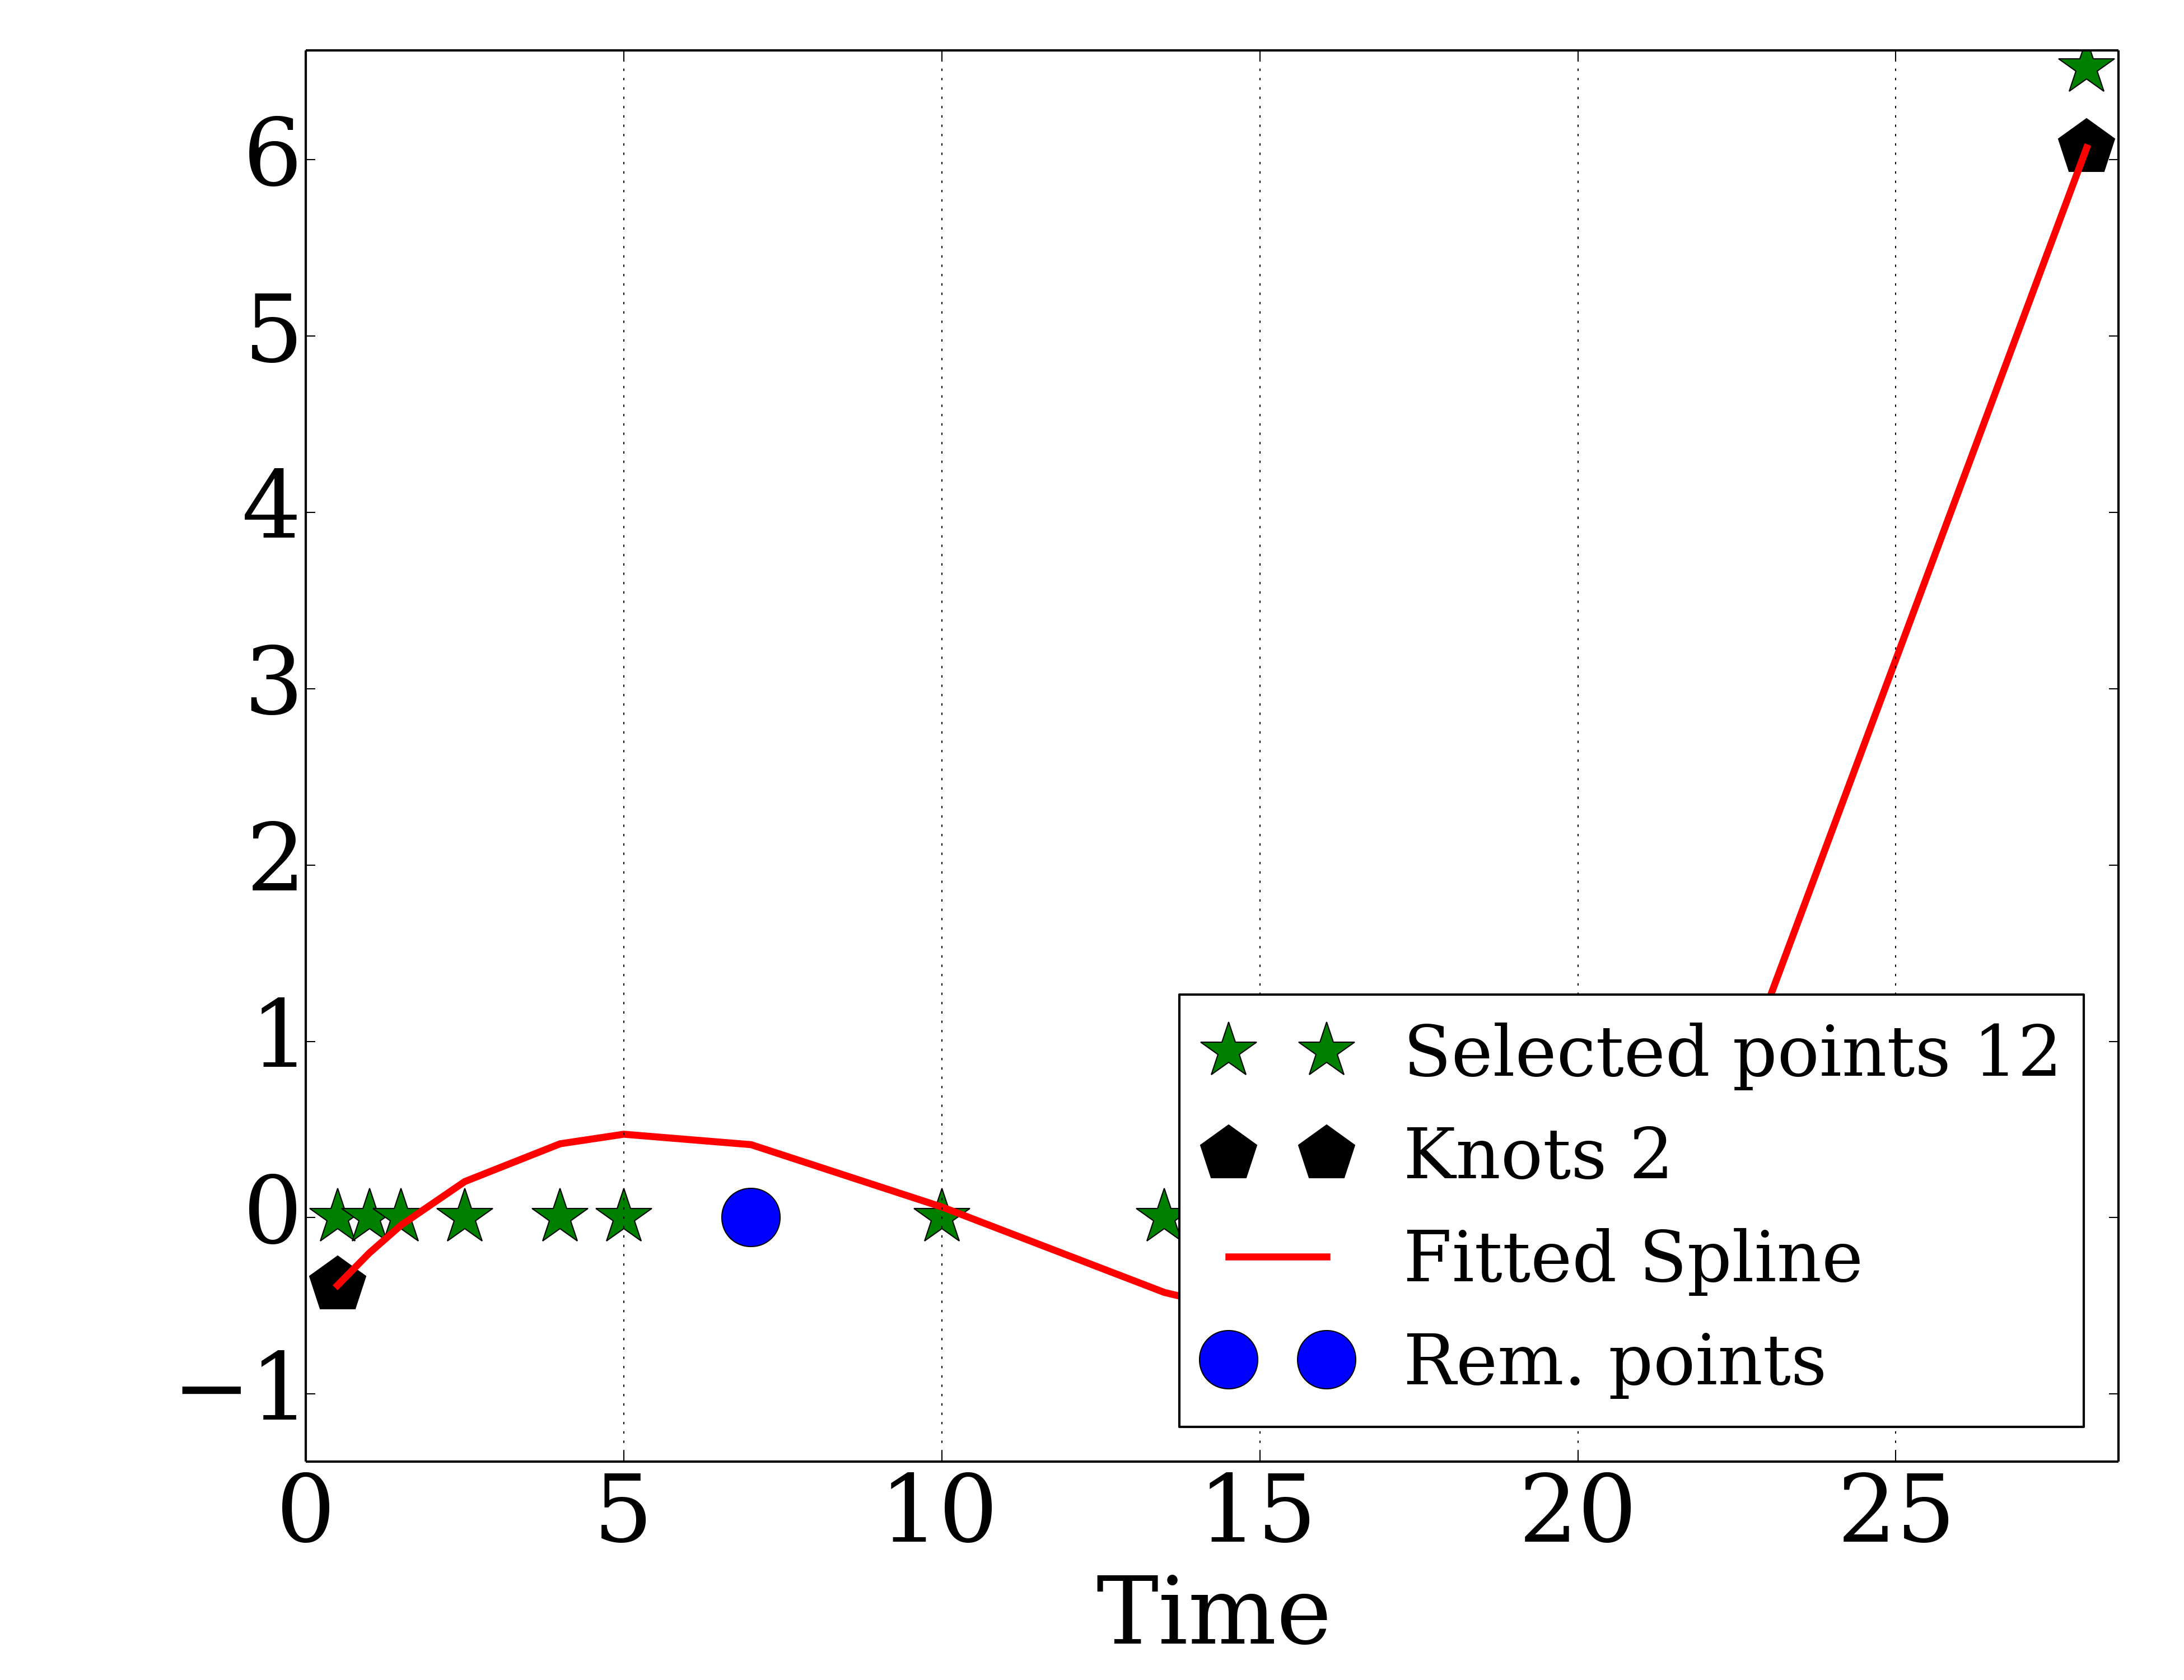 6
5
4
3
2
1
0
−1
Selected points 12
Knots 2
Fitted Spline
Rem. points
0 5 10 15 20 25
Time